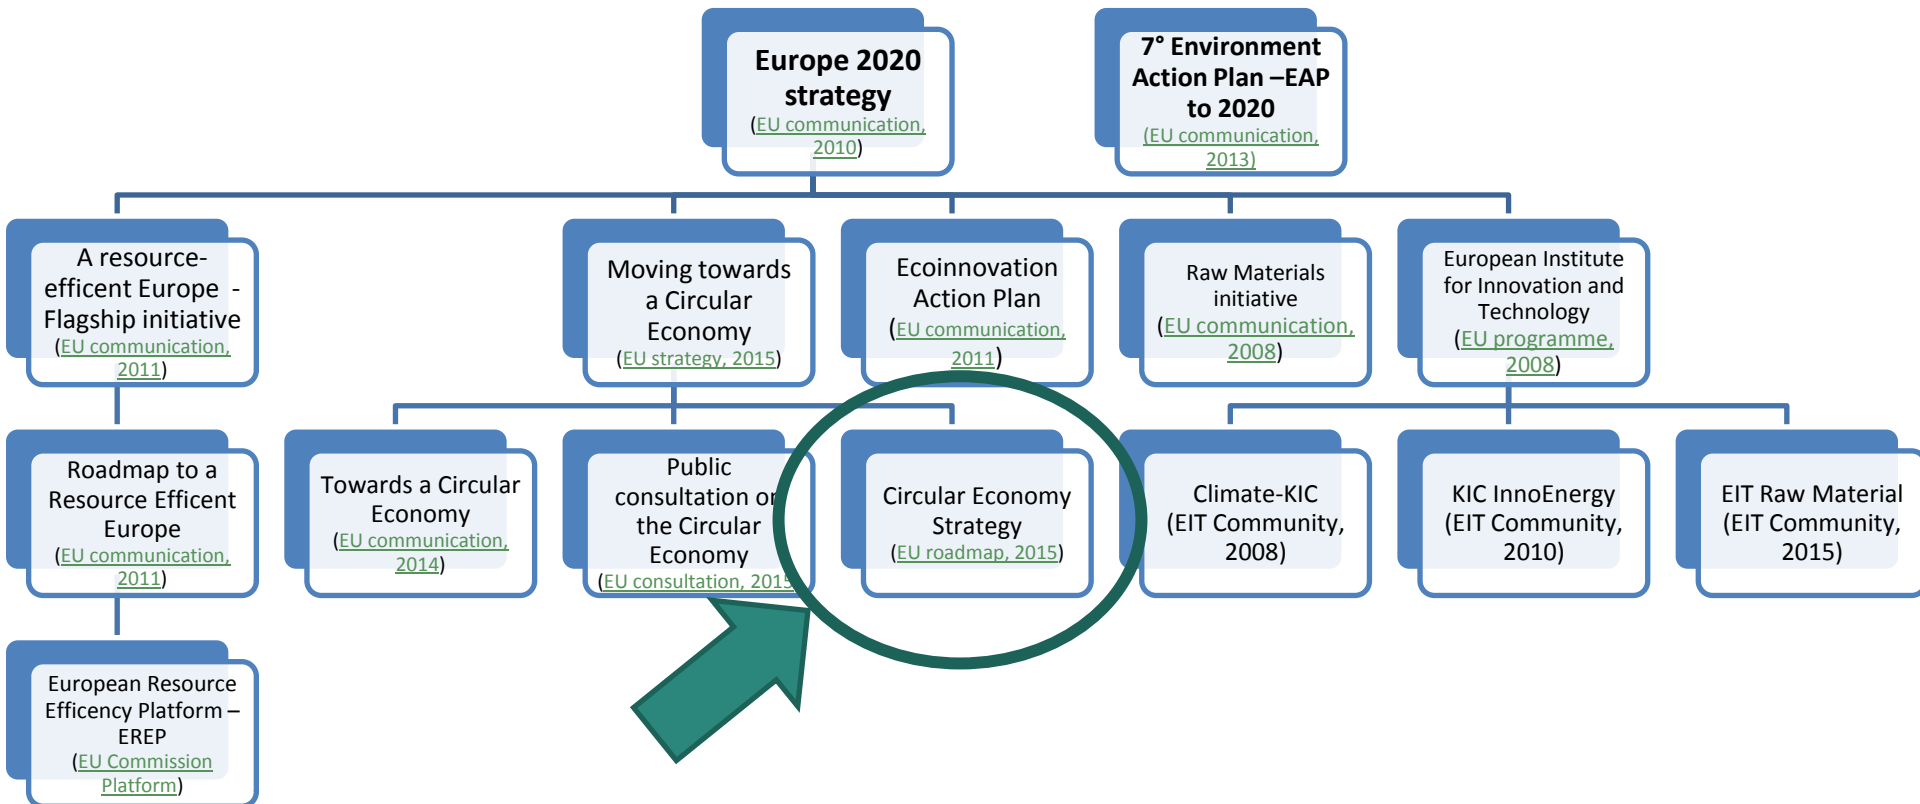 Europe 2020
strategy
(EU communication,
2010)
7° Environment
Action Plan –EAP
to 2020
(EU communication,
2013)
A resource-
efficent Europe -
Flagship initiative
(EU communication,
2011)
Moving towards
a Circular
Economy
(EU strategy, 2015)
Ecoinnovation
Action Plan
(EU communication,
2011)
Raw Materials
initiative
(EU communication,
2008)
European Institute
for Innovation and
Technology
(EU programme,
2008)
Roadmap to a
Resource Efficent
Europe
(EU communication,
2011)
Towards a Circular
Economy
(EU communication,
2014)
Public
consultation on
the Circular
Economy
(EU consultation, 2015
Circular Economy
Strategy
(EU roadmap, 2015)
Climate-KIC
(EIT Community,
2008)
KIC InnoEnergy
(EIT Community,
2010)
EIT Raw Material
(EIT Community,
2015)
European Resource
Efficency Platform –
EREP
(EU Commission
Platform)